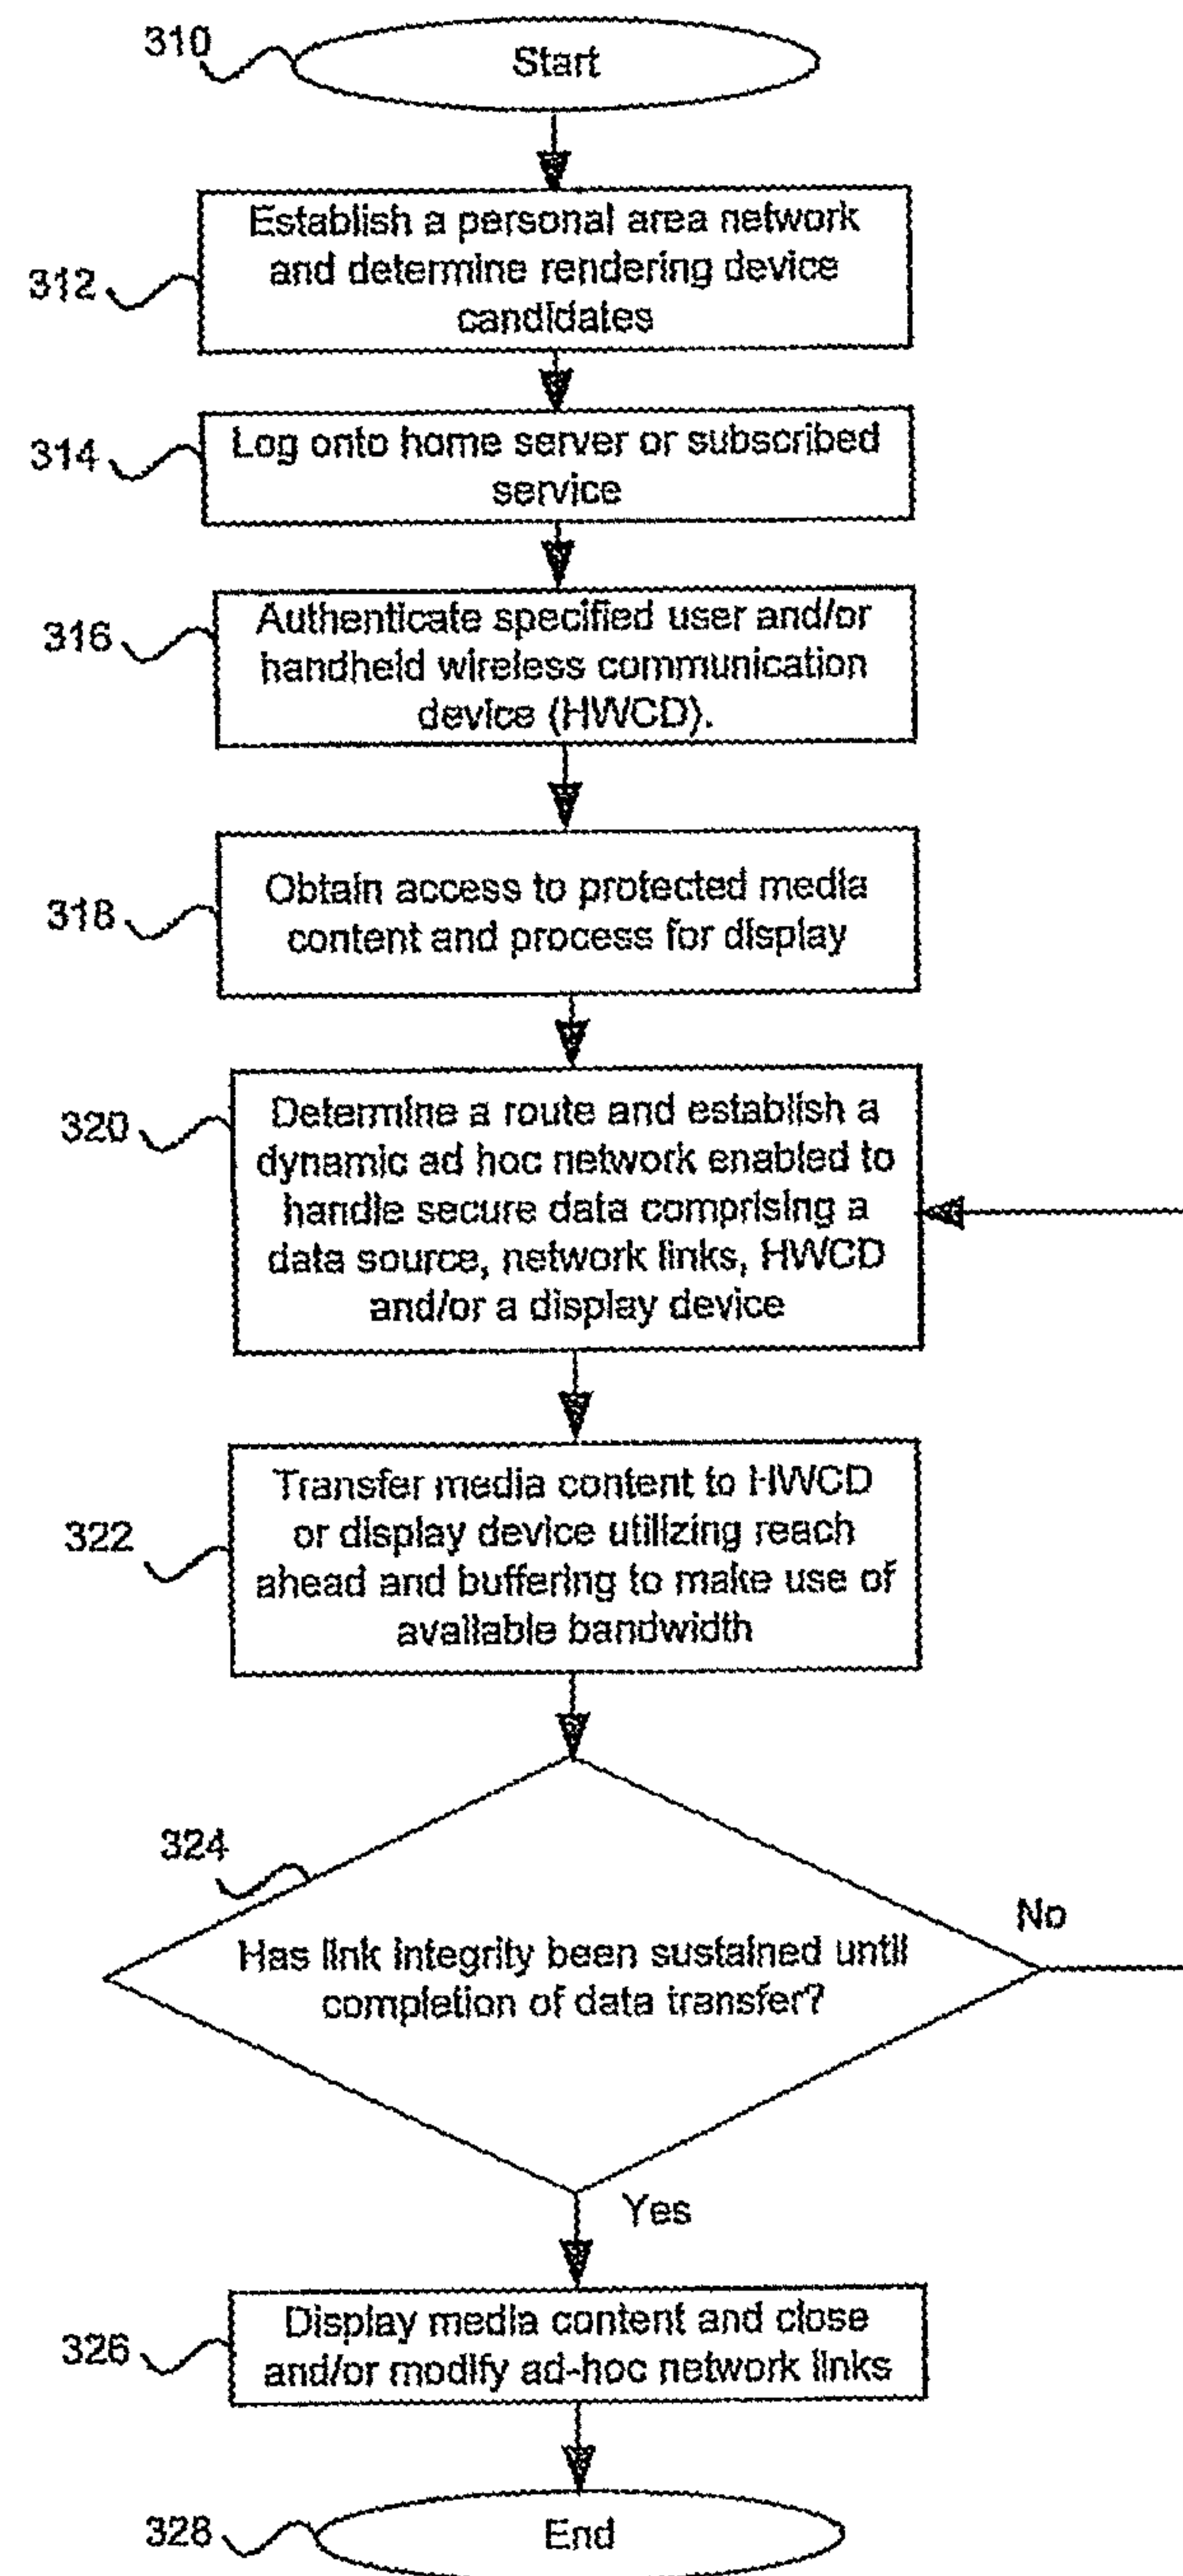 310
Start
312
Establish a personal area network
and determine rendering device
candidates
314
Log onto home server or subscribed
service
316
Authenticate specified user and/or
handheld wireless communication
device (HWCD).
318
Obtain access to protected media
content and process for display
320
Determine a route and establish a
dynamic ad hoc network enabled to
handle secure data comprising a
data source, network links, HWCD
and/or a display device
322
Transfer media content to HWCD
or display device utilizing reach
ahead and buffering to make use of
available bandwidth
324
No
Has link integrity been sustained until
completion of data transfer?
Yes
326
Display media content and close
and/or modify ad-hoc network links
328
End